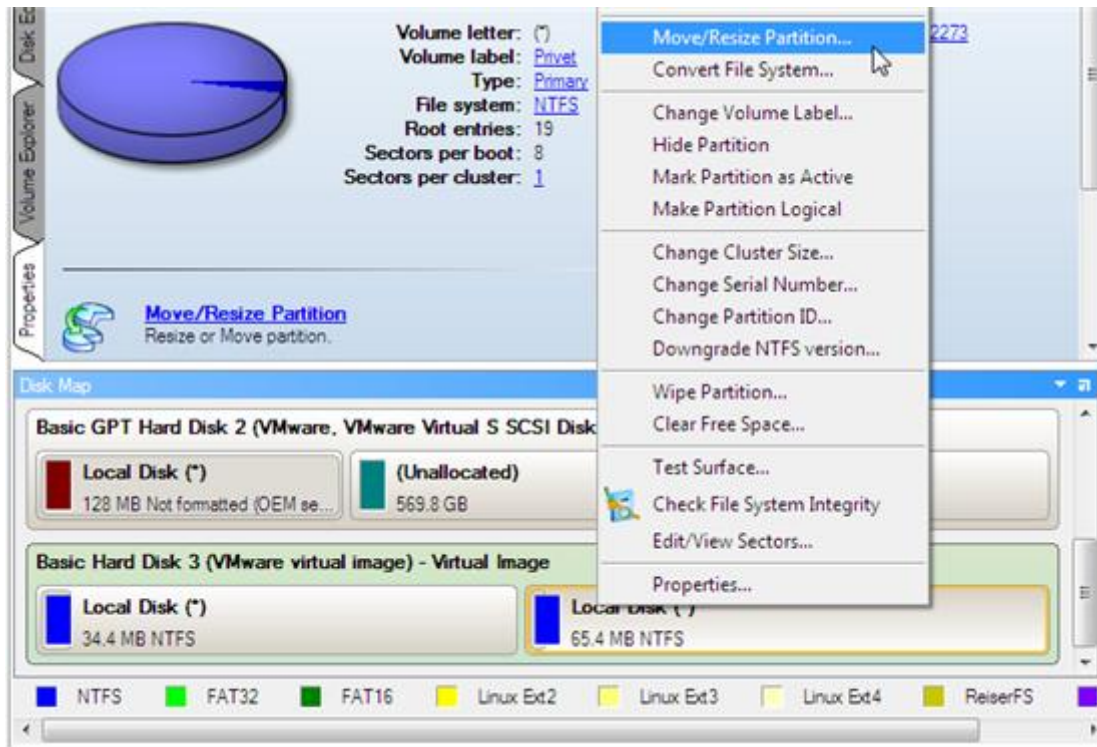 Disk Ed
Volume Explorer
Properties
Volume letter: (*)
Volume label: Privet
Type: Primary
File system: NTFS
Root entries: 19
Sectors per boot: 8
Sectors per cluster: 1
2273
Move/Resize Partition
Resize or Move partition.
Move/Resize Partition...
Convert File System...
Change Volume Label...
Hide Partition
Mark Partition as Active
Make Partition Logical
Change Cluster Size...
Change Serial Number...
Change Partition ID...
Downgrade NTFS version...
Wipe Partition...
Clear Free Space...
Test Surface...
Check File System Integrity
Edit/View Sectors...
Properties...
Disk Map
Basic GPT Hard Disk 2 (VMware, VMware Virtual S SCSI Disk
Local Disk (*)
128 MB Not formatted (OEM se...
(Unallocated)
569.8 GB
Basic Hard Disk 3 (VMware virtual image) - Virtual Image
Local Disk (*)
34.4 MB NTFS
Local Disk (*)
65.4 MB NTFS
NTFS FAT32 FAT16 Linux Ext2 Linux Ext3 Linux Ext4 ReiserFS